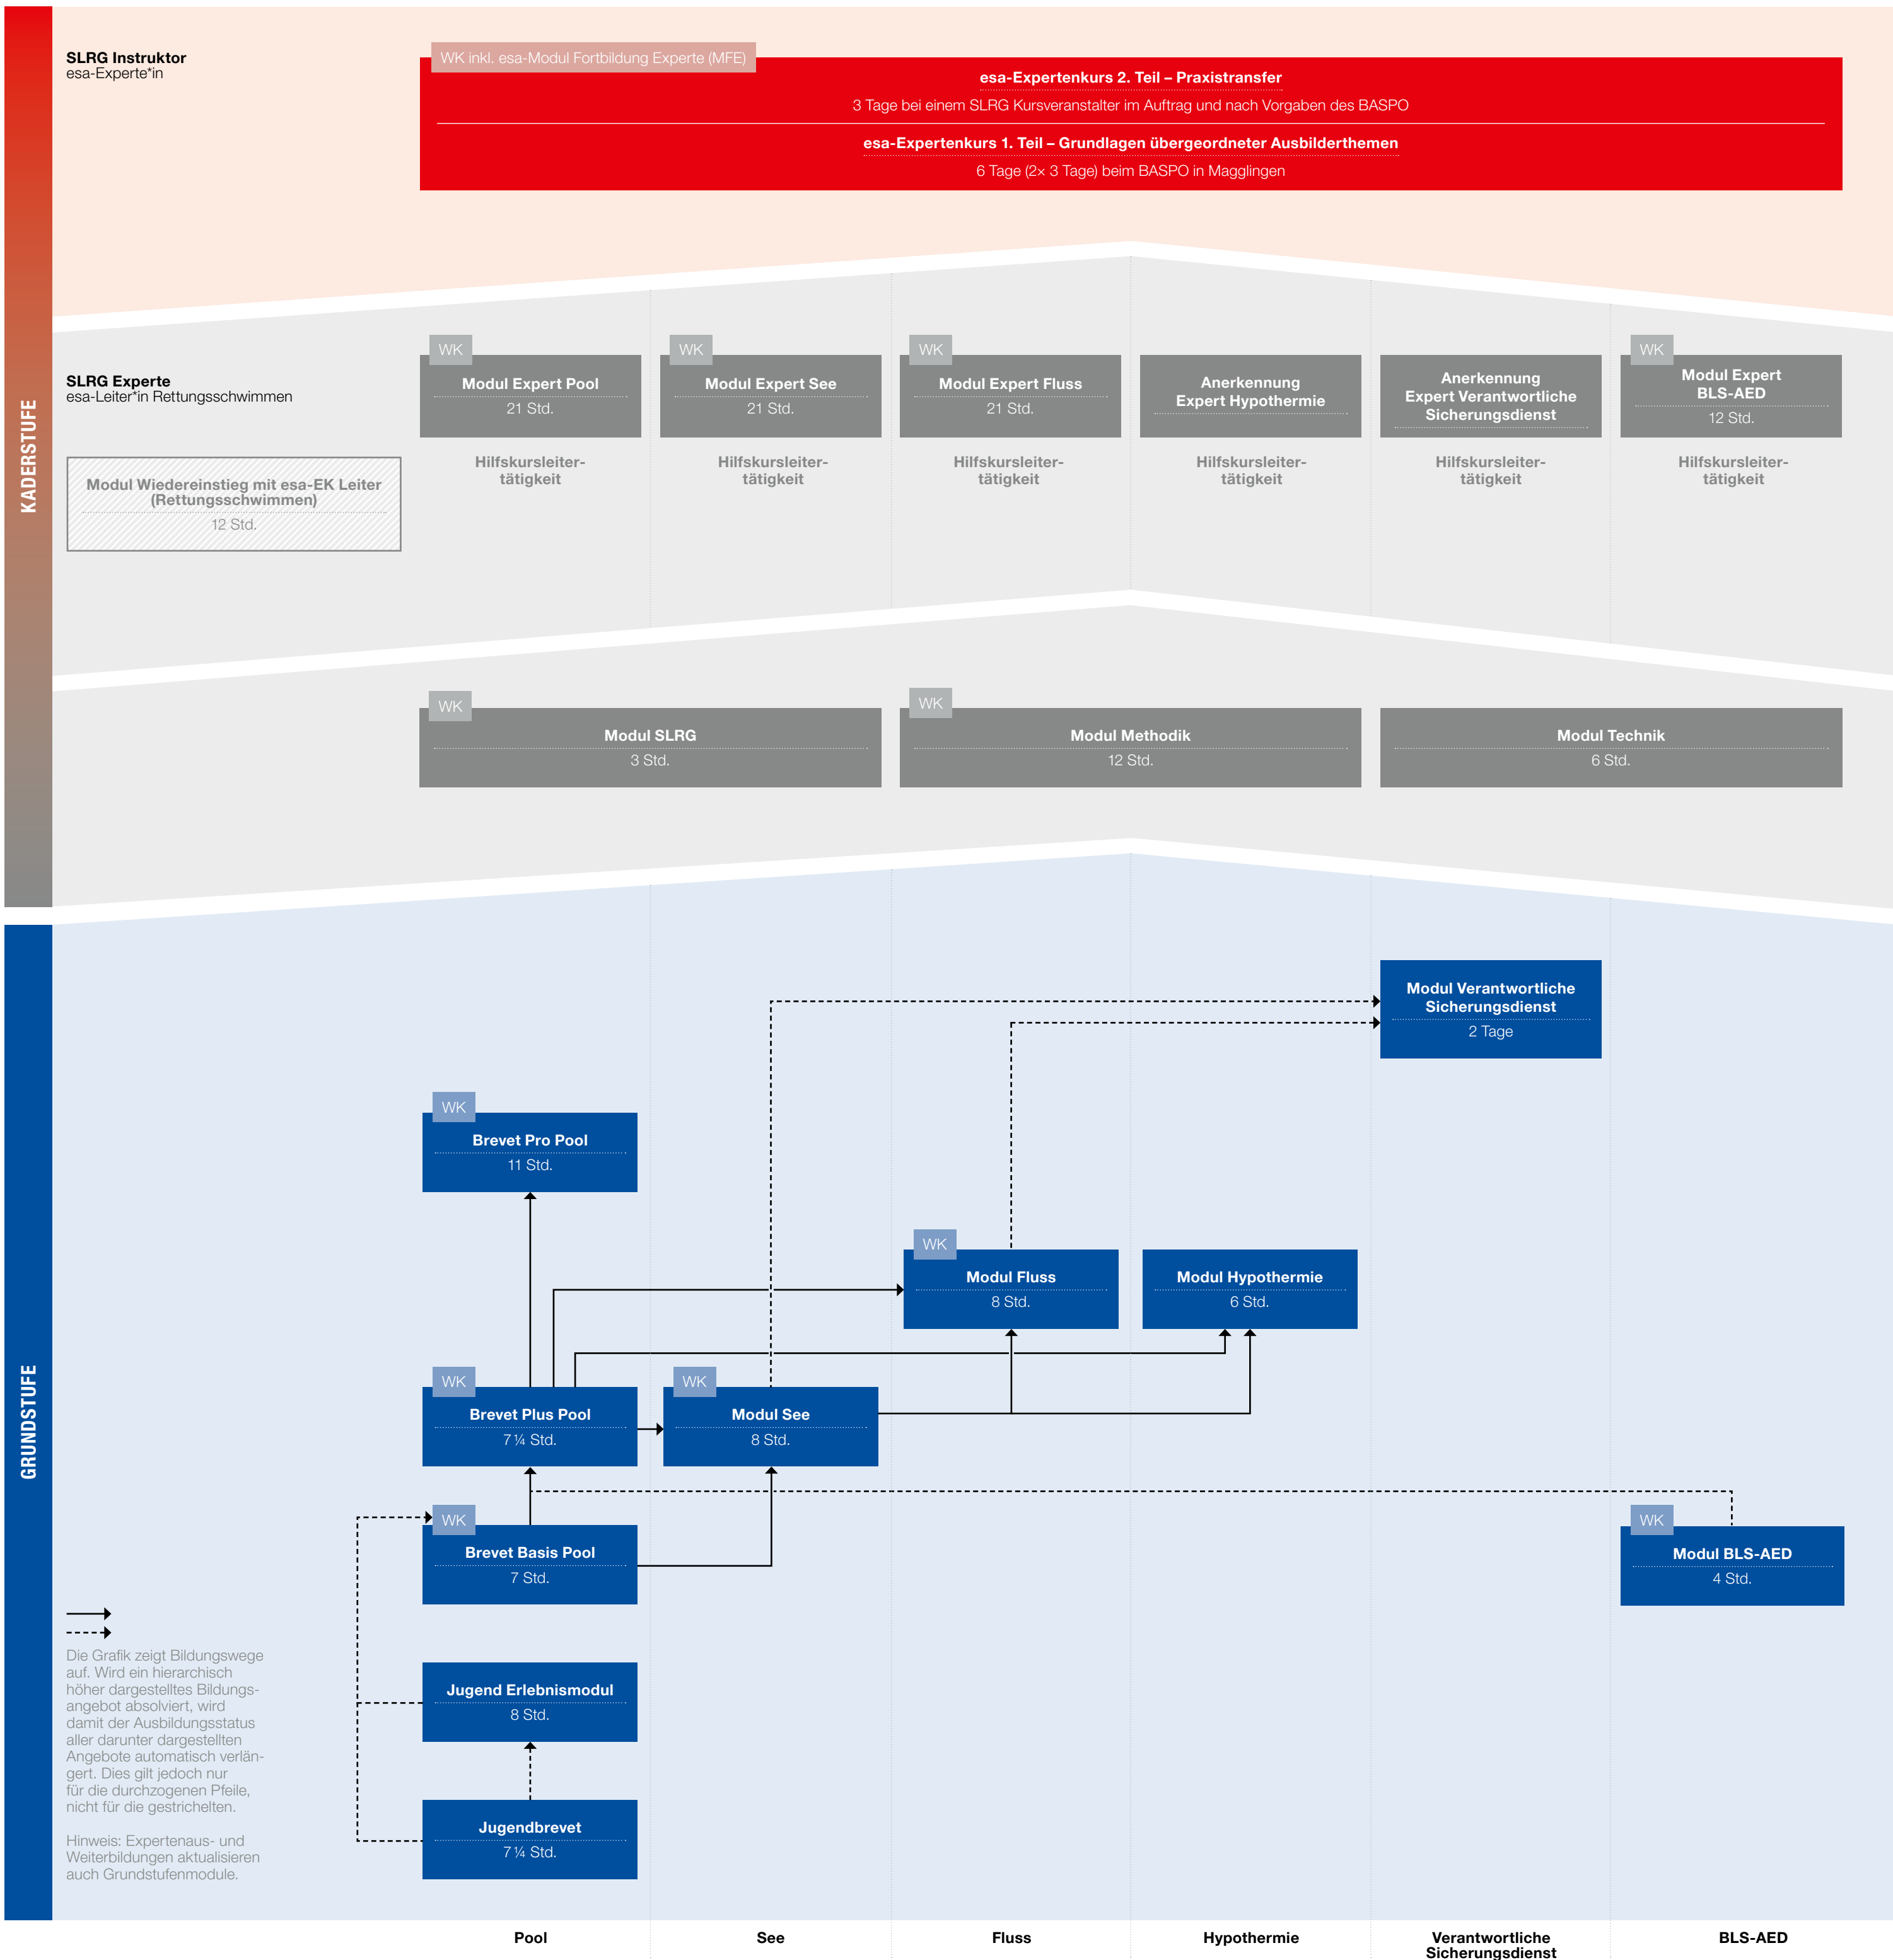 KADERSTUFE
SLRG Instruktor
esa-Experte*in
WK inkl. esa-Modul Fortbildung Experte (MFE)
esa-Expertenkurs 2. Teil – Praxistransfer
3 Tage bei einem SLRG Kursveranstalter im Auftrag und nach Vorgaben des BASPO
esa-Expertenkurs 1. Teil – Grundlagen übergeordneter Ausbilderthemen
6 Tage (2× 3 Tage) beim BASPO in Magglingen
SLRG Experte
esa-Leiter*in Rettungsschwimmen
Modul Wiedereinstieg mit esa-EK Leiter
(Rettungsschwimmen)
12 Std.
WK
Modul Expert Pool
21 Std.
Hilfskursleiter-
tätigkeit
WK
Modul Expert See
21 Std.
Hilfskursleiter-
tätigkeit
WK
Modul Expert Fluss
21 Std.
Hilfskursleiter-
tätigkeit
Anerkennung
Expert Hypothermie
Hilfskursleiter-
tätigkeit
Anerkennung
Expert Verantwortliche
Sicherungsdienst
Hilfskursleiter-
tätigkeit
WK
Modul Expert
BLS-AED
12 Std.
Hilfskursleiter-
tätigkeit
WK
Modul SLRG
3 Std.
WK
Modul Methodik
12 Std.
Modul Technik
6 Std.
GRUNDSTUFE
Modul Verantwortliche
Sicherungsdienst
2 Tage
WK
Brevet Pro Pool
11 Std.
WK
Modul Fluss
8 Std.
Modul Hypothermie
6 Std.
WK
Brevet Plus Pool
7 ¼ Std.
WK
Modul See
8 Std.
WK
Brevet Basis Pool
7 Std.
WK
Modul BLS-AED
4 Std.
Jugend Erlebnismodul
8 Std.
Jugendbrevet
7 ¼ Std.
Die Grafik zeigt Bildungswege
auf. Wird ein hierarchisch
höher dargestelltes Bildungs-
angebot absolviert, wird
damit der Ausbildungsstatus
aller darunter dargestellten
Angebote automatisch verlän-
gert. Dies gilt jedoch nur
für die durchzogenen Pfeile,
nicht für die gestrichelten.
Hinweis: Expertenaus- und
Weiterbildungen aktualisieren
auch Grundstufenmodule.
Pool
See
Fluss
Hypothermie
Verantwortliche
Sicherungsdienst
BLS-AED